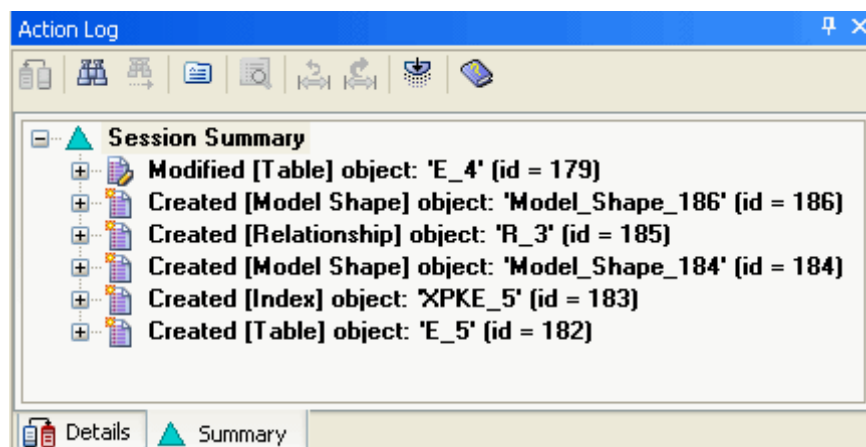 Action Log
Session Summary
Modified [Table] object: 'E_4' (id = 179)
Created [Model Shape] object: 'Model_Shape_186' (id = 186)
Created [Relationship] object: 'R_3' (id = 185)
Created [Model Shape] object: 'Model_Shape_184' (id = 184)
Created [Index] object: 'XPKE_5' (id = 183)
Created [Table] object: 'E_5' (id = 182)
Details Summary